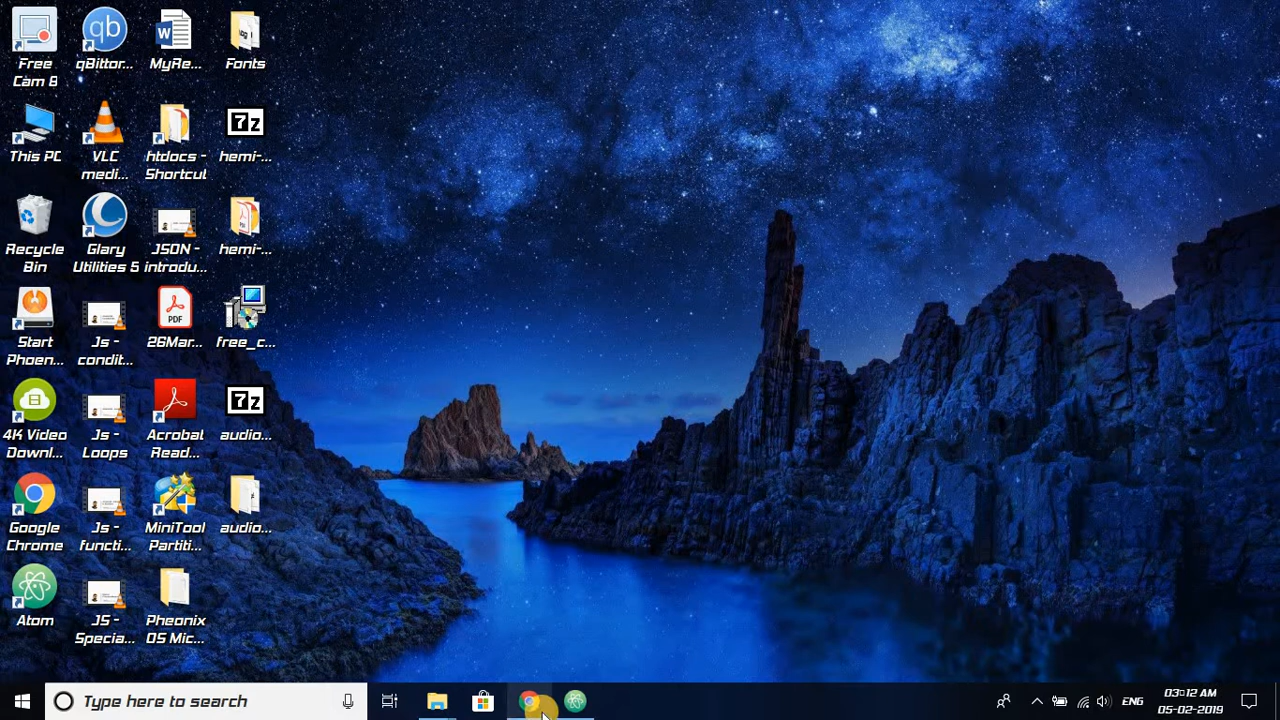 Free
Cam 8
qBittor...
MyRe...
Fonts
This PC
VLC
medi...
htdocs -
Shortcut
hemi-...
Recycle
Bin
Glary
Utilities 5
JSON -
introdu...
hemi-...
Start
Phoen...
Js -
condit...
26Mar...
free_c...
4K Video
Downl...
Js -
Loops
Acrobat
Read...
audio...
Google
Chrome
Js -
functi...
MiniTool
Partiti...
audio...
Atom
JS -
Specia...
Pheonix
OS Mic...
Type here to search
ENG
03:12 AM
05-02-2019